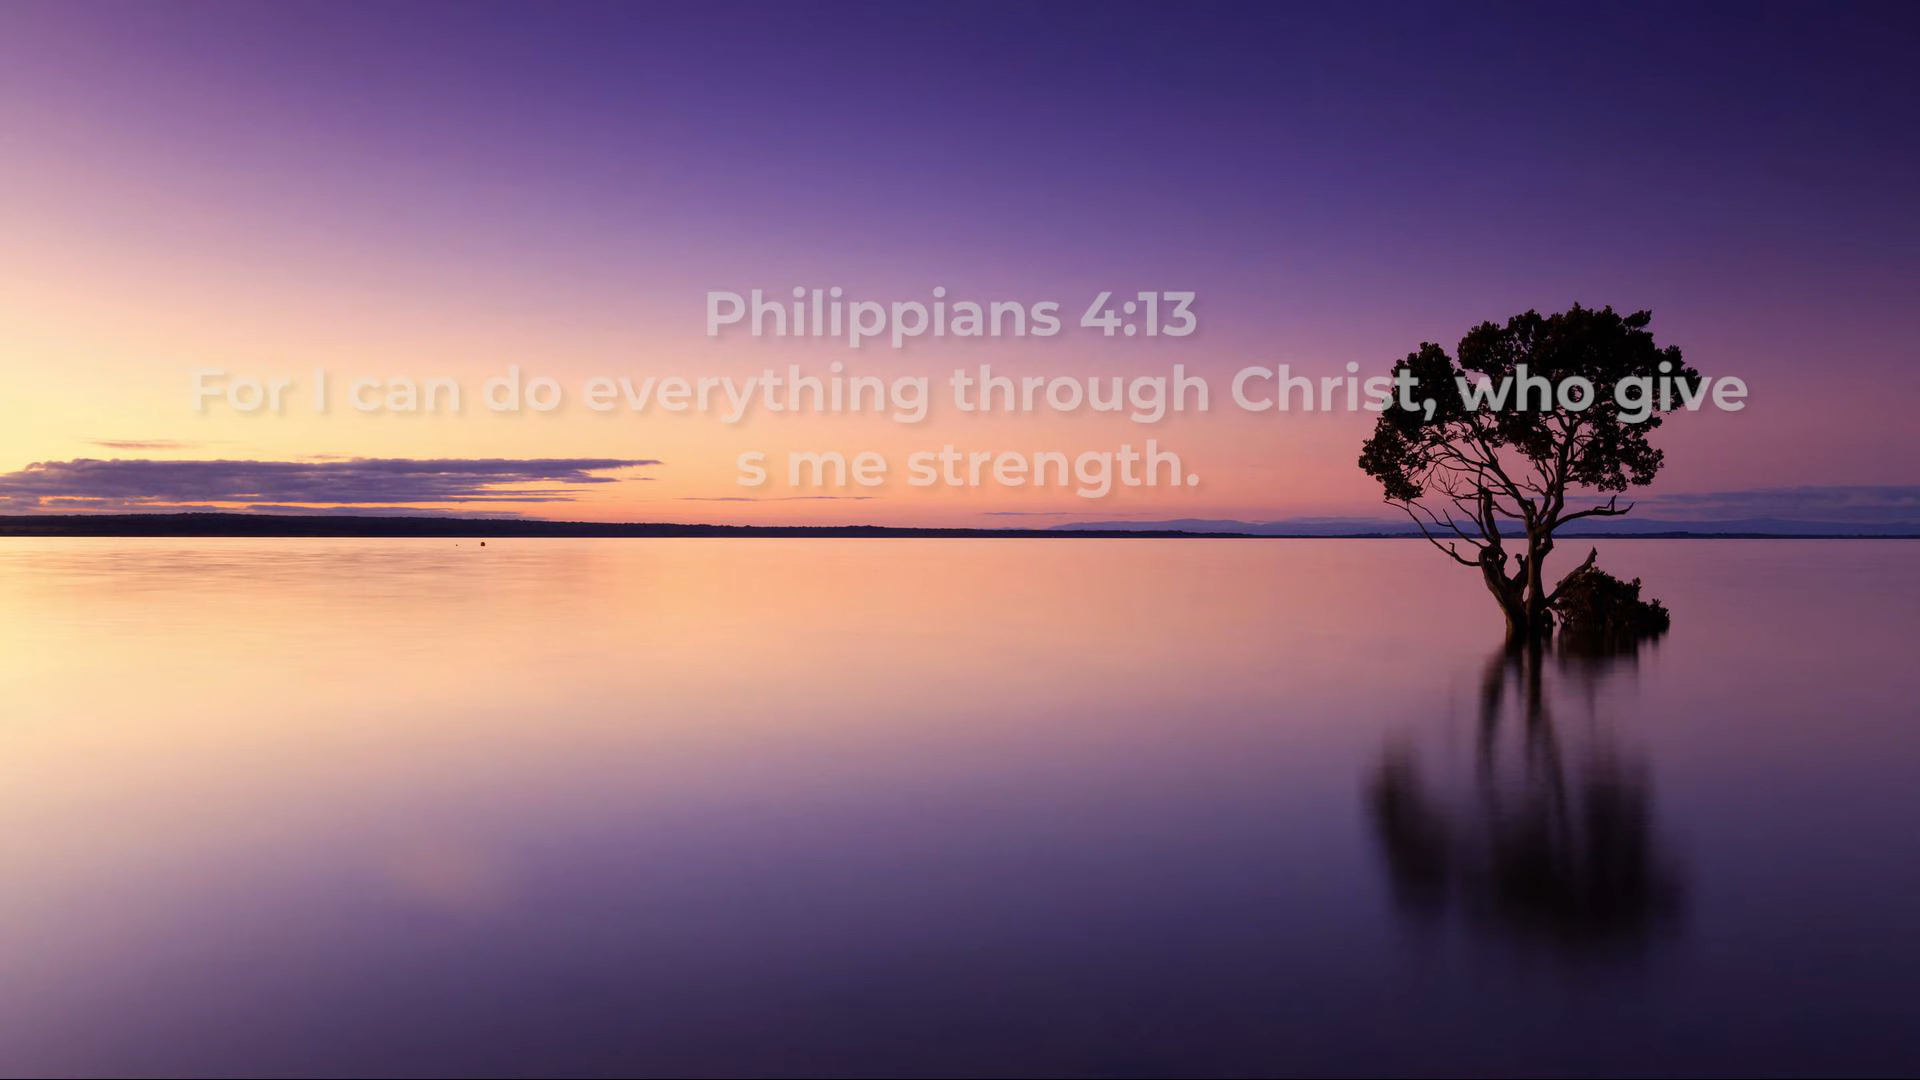 Philippians 4:13
For I can do everything through Christ, who give
s me strength.